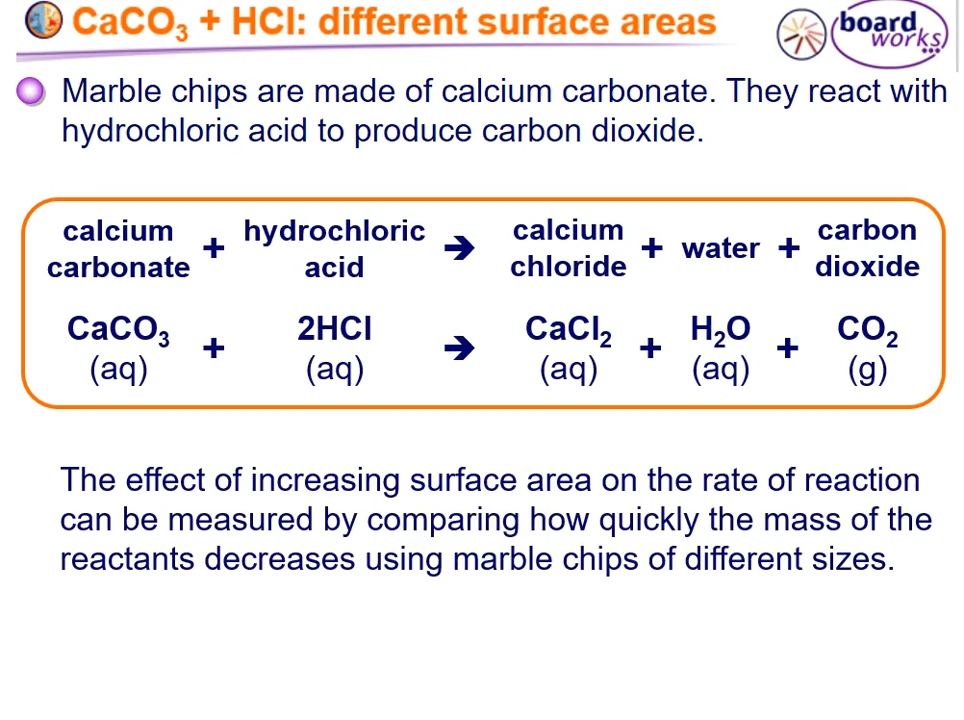 CaCO₃ + HCl: different surface areas
board
works
Marble chips are made of calcium carbonate. They react with
hydrochloric acid to produce carbon dioxide.
calcium carbonate + hydrochloric acid ➔ calcium chloride + water + carbon dioxide
CaCO₃ + 2HCl ➔ CaCl₂ + H₂O + CO₂
(aq) (aq) (aq) (aq) (g)
The effect of increasing surface area on the rate of reaction
can be measured by comparing how quickly the mass of the
reactants decreases using marble chips of different sizes.